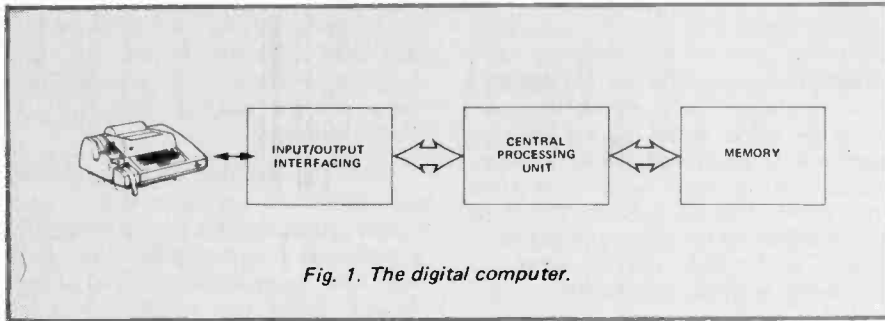 INPUT/OUTPUT
INTERFACING
CENTRAL
PROCESSING
UNIT
MEMORY
Fig. 1. The digital computer.